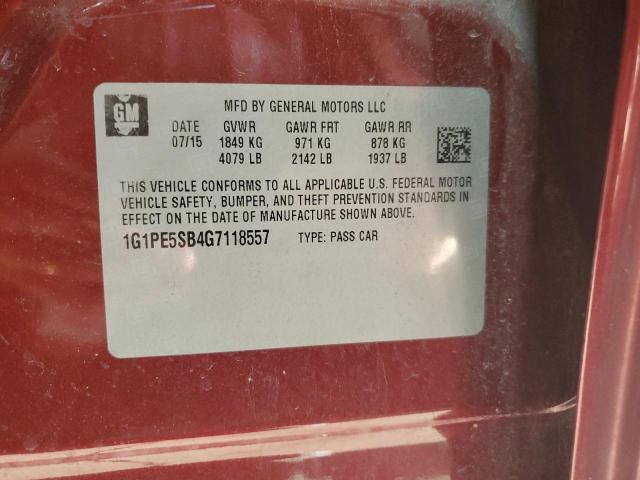 GM
MFD BY GENERAL MOTORS LLC
DATE GVWR GAWR FRT GAWR RR
07/15 1849 KG 971 KG 878 KG
4079 LB 2142 LB 1937 LB
THIS VEHICLE CONFORMS TO ALL APPLICABLE U.S. FEDERAL MOTOR
VEHICLE SAFETY, BUMPER, AND THEFT PREVENTION STANDARDS IN
EFFECT ON THE DATE OF MANUFACTURE SHOWN ABOVE.
1G1PE5SB4G7118557 TYPE: PASS CAR